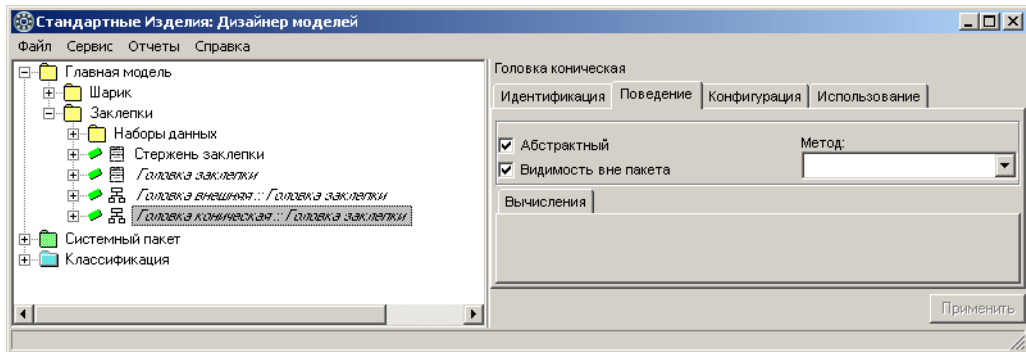 Стандартные Изделия: Дизайнер моделей
Файл Сервис Отчеты Справка
Главная модель
Шарик
Заклепки
Наборы данных
Стержень заклепки
Головка заклепки
Головка внешняя :: Головка заклепки
Головка коническая :: Головка заклепки
Системный пакет
Классификация
Головка коническая
Идентификация Поведение Конфигурация Использование
Абстрактный
Метод:
Видимость вне пакета
Вычисления
Применить